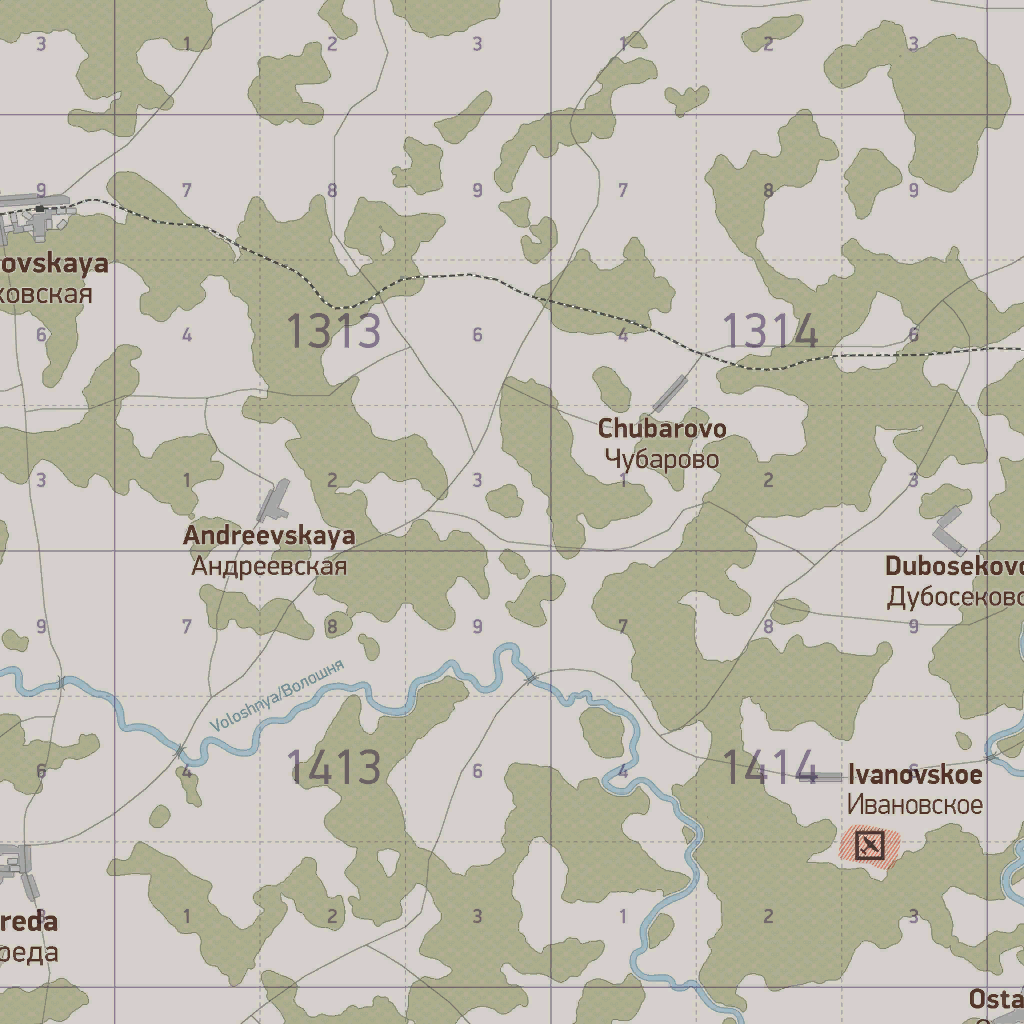 3 1 2 3 1 2 3
9 7 8 9 7 8 9
ovskaya
ковская
6 4 1313 6 4 1314 6
Chubarovo
Чубарово
3 1 2 3 1 2 3
Andreevskaya
Андреевская
Dubosekovo
Дубосеково
9 7 8 9 7 8 9
Voloshnya/Волошня
6 4 1413 6 4 1414 6
Ivanovskoe
Ивановское
3 1 2 3 1 2 3
reda
реда
Osta